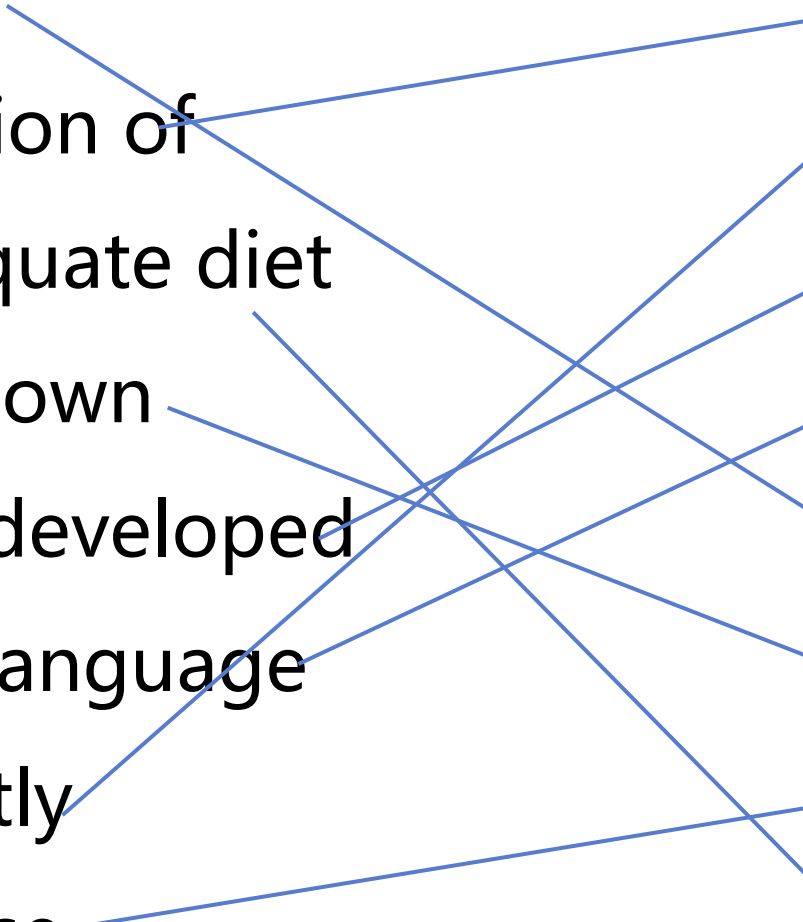 ion of
quate diet
own
developed
anguage
tly